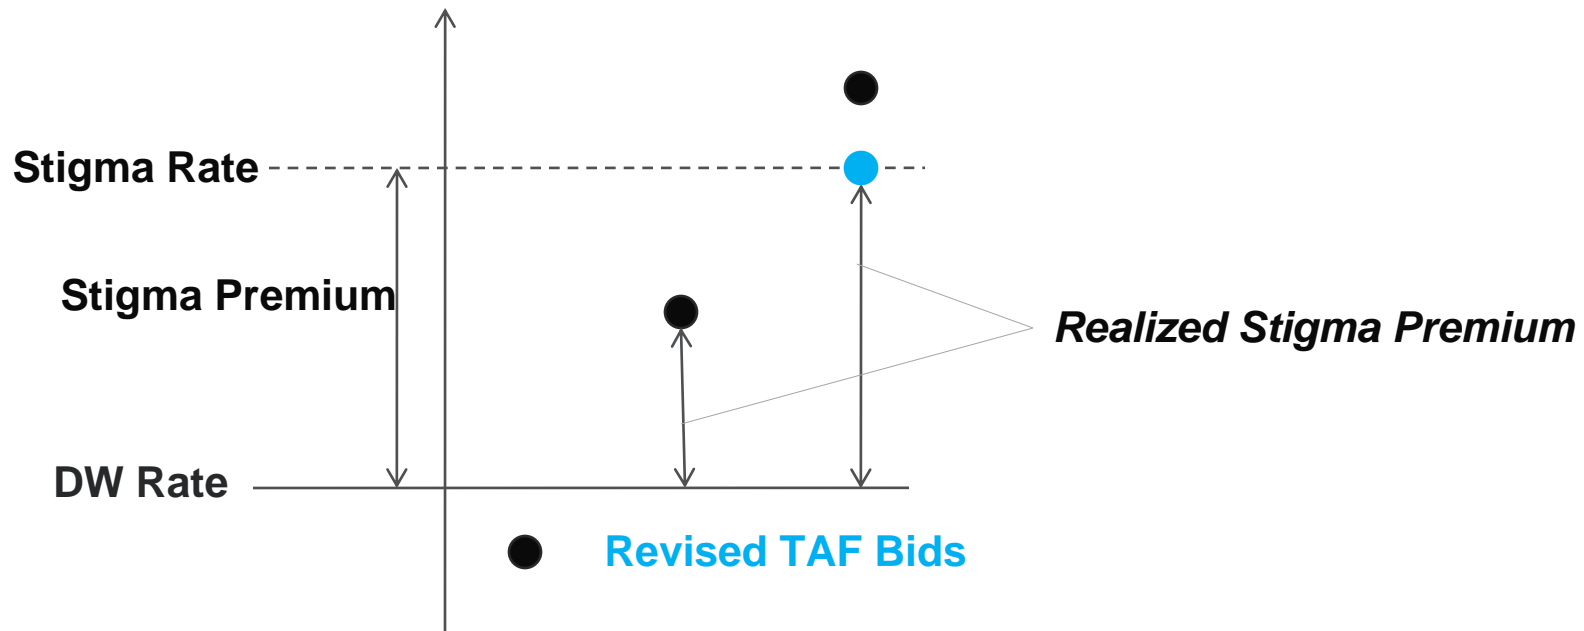 Stigma Rate
Stigma Premium
Realized Stigma Premium
DW Rate
Revised TAF Bids